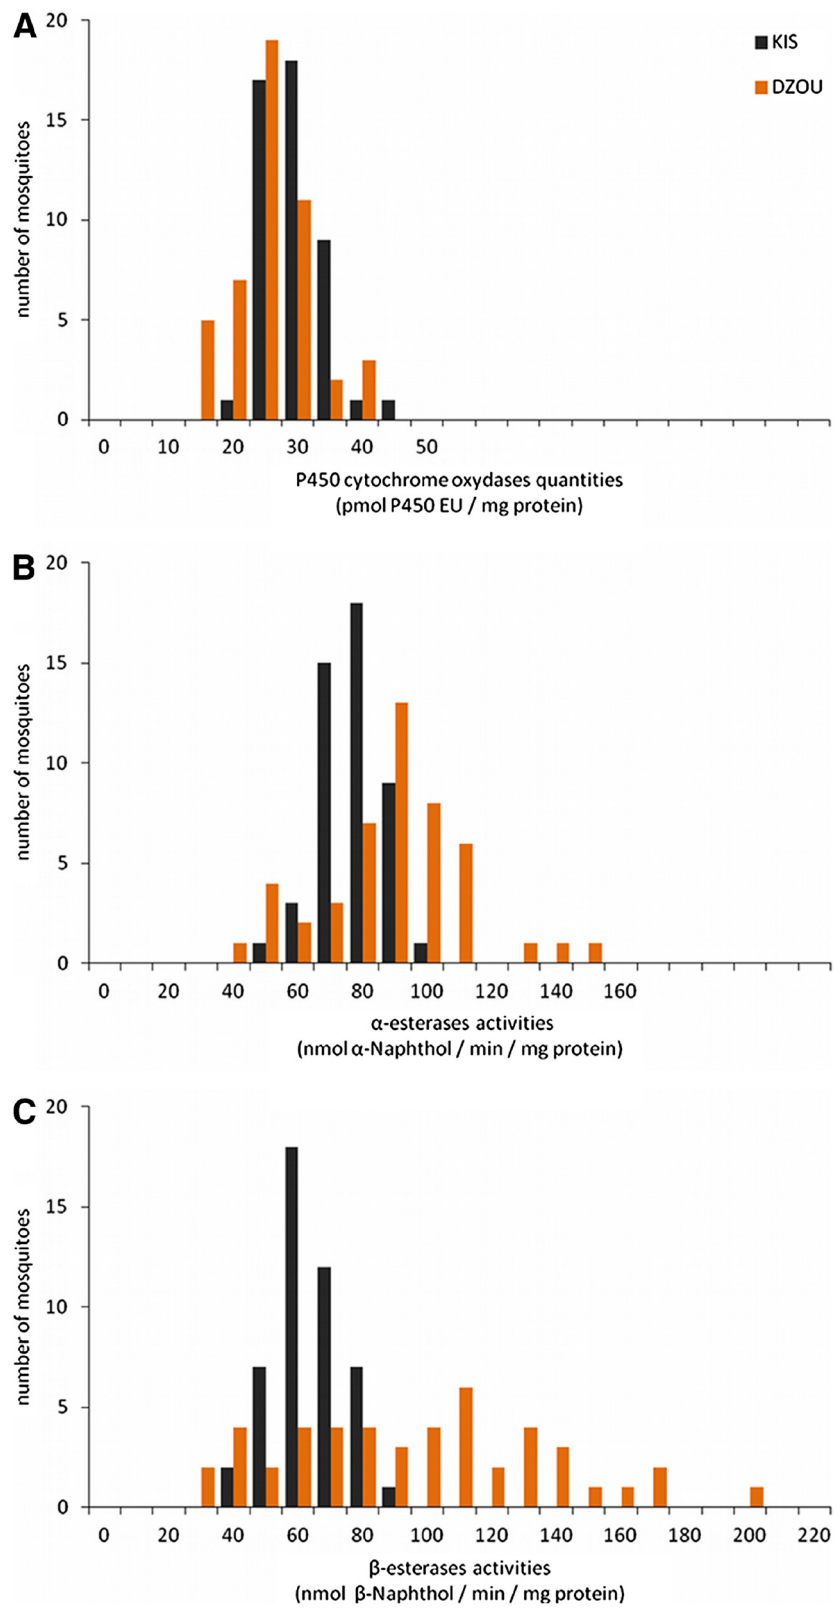 A
20
15
10
5
0
number of mosquitoes
KIS
DZOU
0 10 20 30 40 50
P450 cytochrome oxydases quantities
(pmol P450 EU / mg protein)
B
20
15
10
5
0
number of mosquitoes
0 20 40 60 80 100 120 140 160
α-esterases activities
(nmol α-Naphthol / min / mg protein)
C
20
15
10
5
0
number of mosquitoes
0 20 40 60 80 100 120 140 160 180 200 220
β-esterases activities
(nmol β-Naphthol / min / mg protein)